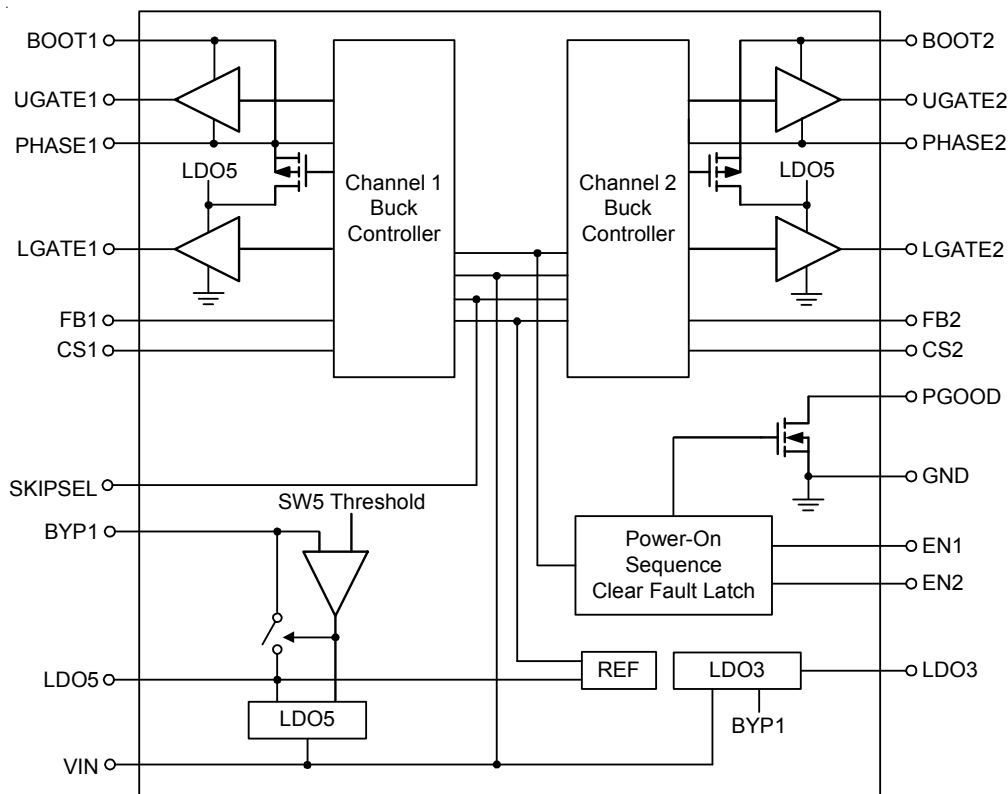 BOOT1
BOOT2
UGATE1
UGATE2
PHASE1
PHASE2
LDO5
LDO5
Channel 1
Buck
Controller
Channel 2
Buck
Controller
LGATE1
LGATE2
FB1
FB2
CS1
CS2
PGOOD
GND
SKIPSEL
SW5 Threshold
BYP1
Power-On
Sequence
Clear Fault Latch
EN1
EN2
LDO5
REF
LDO3
LDO3
LDO5
BYP1
VIN